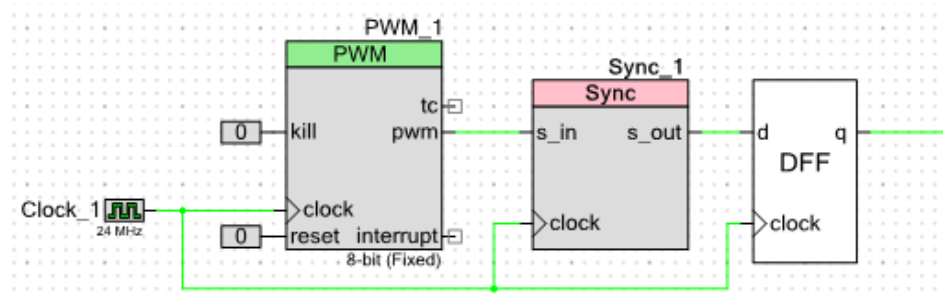 PWM_1
PWM
Sync_1
Sync
tc
0 kill pwm s_in s_out d q
DFF
Clock_1 clock clock clock
24 MHz
0 reset interrupt
8-bit (Fixed)